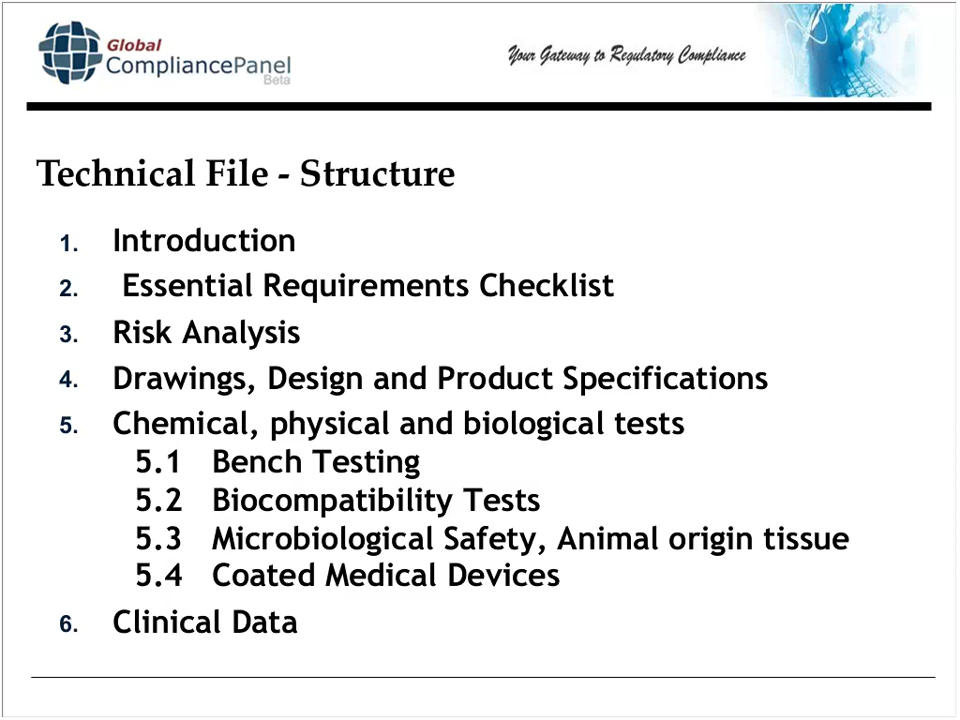 Global
CompliancePanel
Beta
Your Gateway to Regulatory Compliance
Technical File - Structure
1. Introduction
2. Essential Requirements Checklist
3. Risk Analysis
4. Drawings, Design and Product Specifications
5. Chemical, physical and biological tests
5.1 Bench Testing
5.2 Biocompatibility Tests
5.3 Microbiological Safety, Animal origin tissue
5.4 Coated Medical Devices
6. Clinical Data